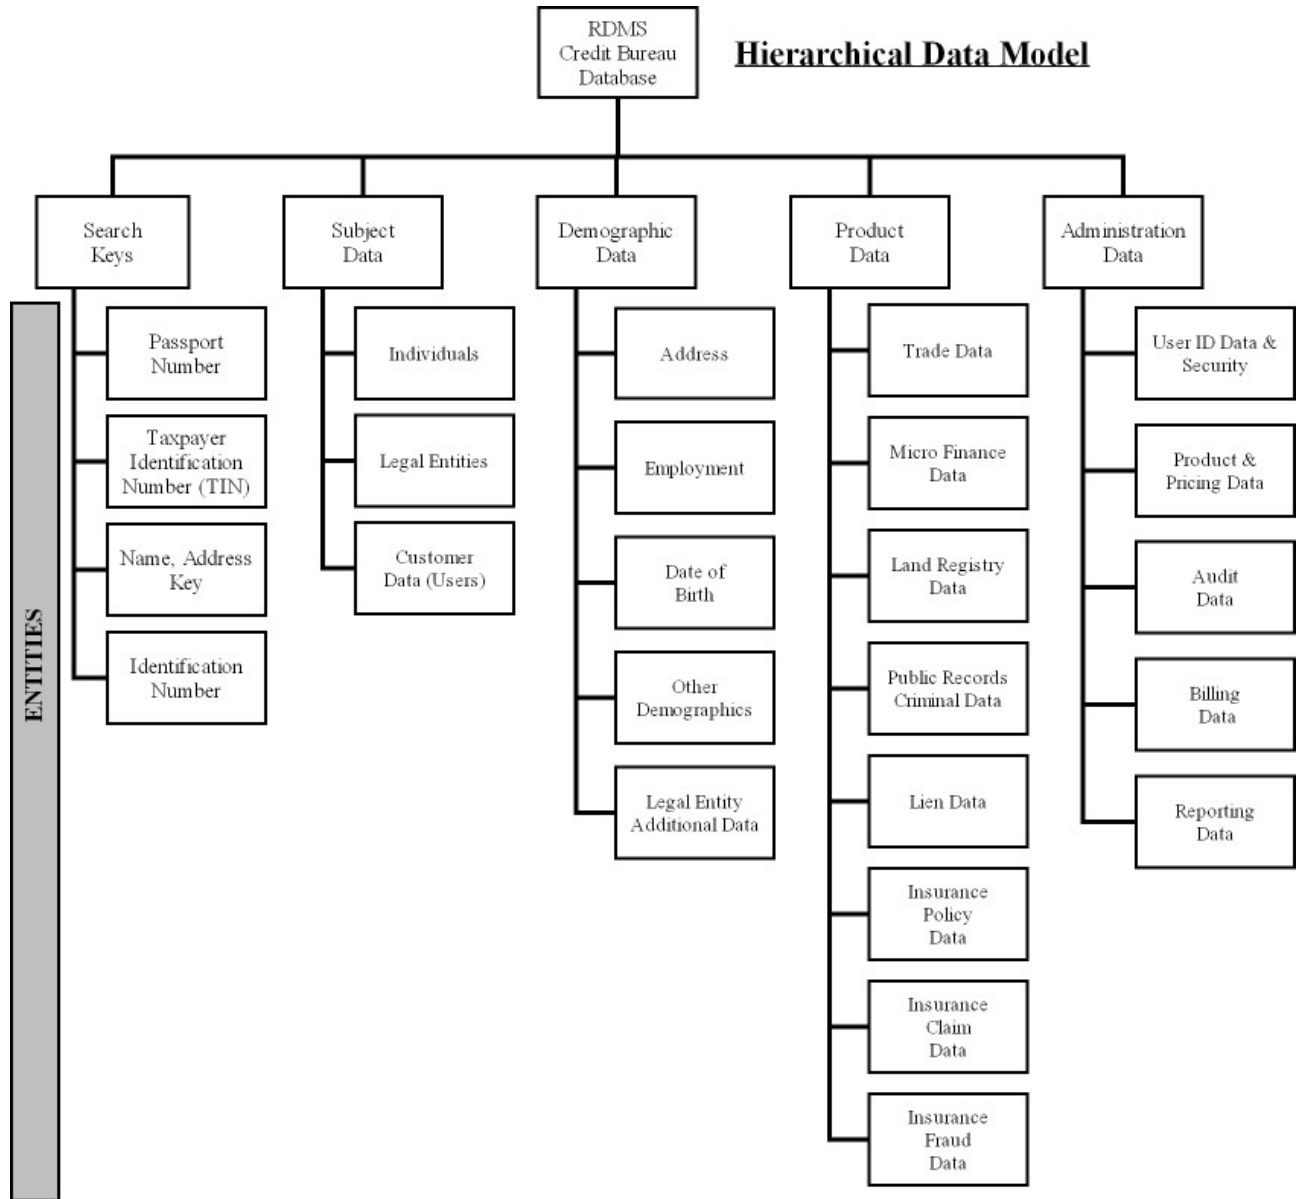 RDMS
Credit Bureau
Database
Hierarchical Data Model
Search
Keys
Subject
Data
Demographic
Data
Product
Data
Administration
Data
ENTITIES
Passport
Number
Taxpayer
Identification
Number (TIN)
Name, Address
Key
Identification
Number
Individuals
Legal Entities
Customer
Data (Users)
Address
Employment
Date of
Birth
Other
Demographics
Legal Entity
Additional Data
Trade Data
Micro Finance
Data
Land Registry
Data
Public Records
Criminal Data
Lien Data
Insurance
Policy
Data
Insurance
Claim
Data
Insurance
Fraud
Data
User ID Data &
Security
Product &
Pricing Data
Audit
Data
Billing
Data
Reporting
Data